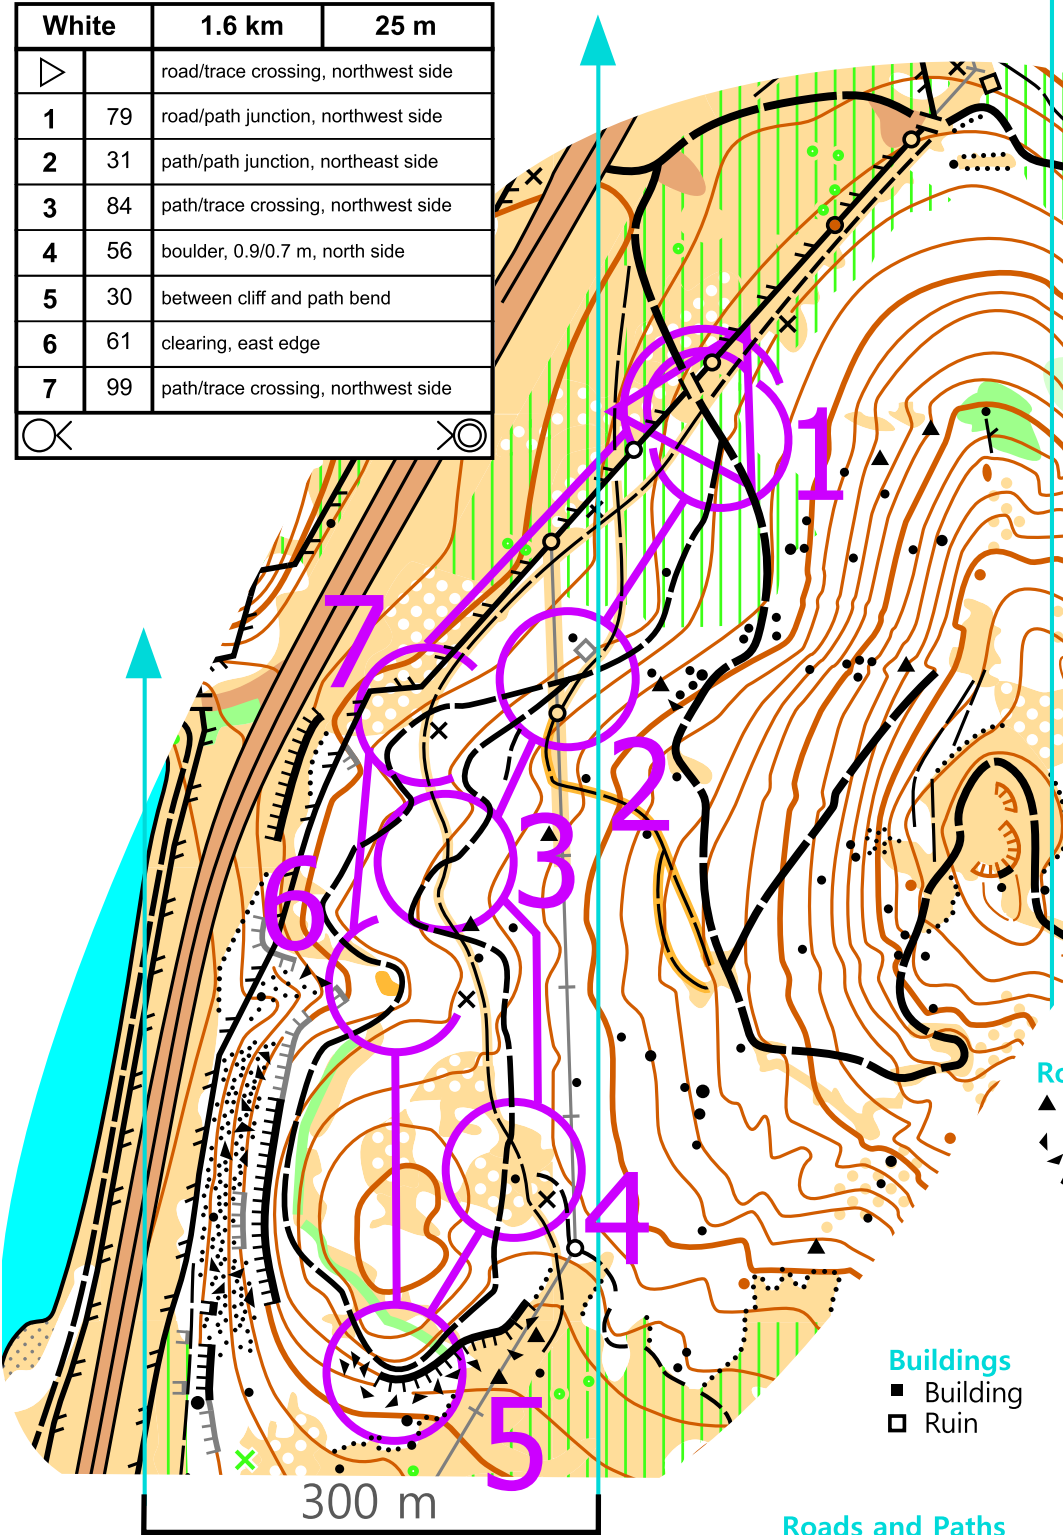 White 1.6 km 25 m
road/trace crossing, northwest side
1 79 road/path junction, northwest side
2 31 path/path junction, northeast side
3 84 path/trace crossing, northwest side
4 56 boulder, 0.9/0.7 m, north side
5 30 between cliff and path bend
6 61 clearing, east edge
7 99 path/trace crossing, northwest side
1
7
2
3
6
Ro
4
Buildings
Building
5
Ruin
300 m
Roads and Paths